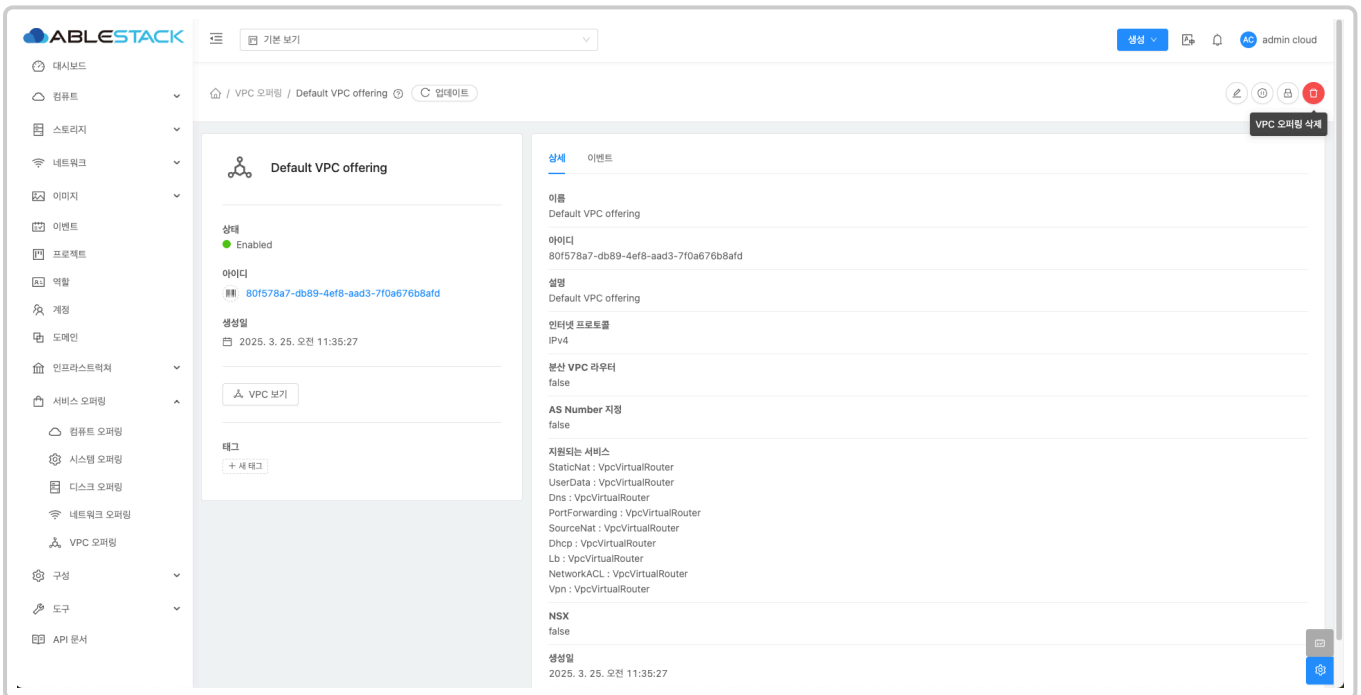 ABLESTACK
기본 보기
생성
AC admin cloud
대시보드
컴퓨트
스토리지
네트워크
이미지
이벤트
프로젝트
역할
계정
도메인
인프라스트럭쳐
서비스 오퍼링
컴퓨트 오퍼링
시스템 오퍼링
디스크 오퍼링
네트워크 오퍼링
VPC 오퍼링
구성
도구
API 문서
/ VPC 오퍼링 / Default VPC offering 업데이트
VPC 오퍼링 삭제
Default VPC offering
상태
Enabled
아이디
80f578a7-db89-4ef8-aad3-7f0a676b8afd
생성일
2025. 3. 25. 오전 11:35:27
VPC 보기
태그
+ 새 태그
상세 이벤트
이름
Default VPC offering
아이디
80f578a7-db89-4ef8-aad3-7f0a676b8afd
설명
Default VPC offering
인터넷 프로토콜
IPv4
분산 VPC 라우터
false
AS Number 지정
false
지원되는 서비스
StaticNat : VpcVirtualRouter
UserData : VpcVirtualRouter
Dns : VpcVirtualRouter
PortForwarding : VpcVirtualRouter
SourceNat : VpcVirtualRouter
Dhcp : VpcVirtualRouter
Lb : VpcVirtualRouter
NetworkACL : VpcVirtualRouter
Vpn : VpcVirtualRouter
NSX
false
생성일
2025. 3. 25. 오전 11:35:27